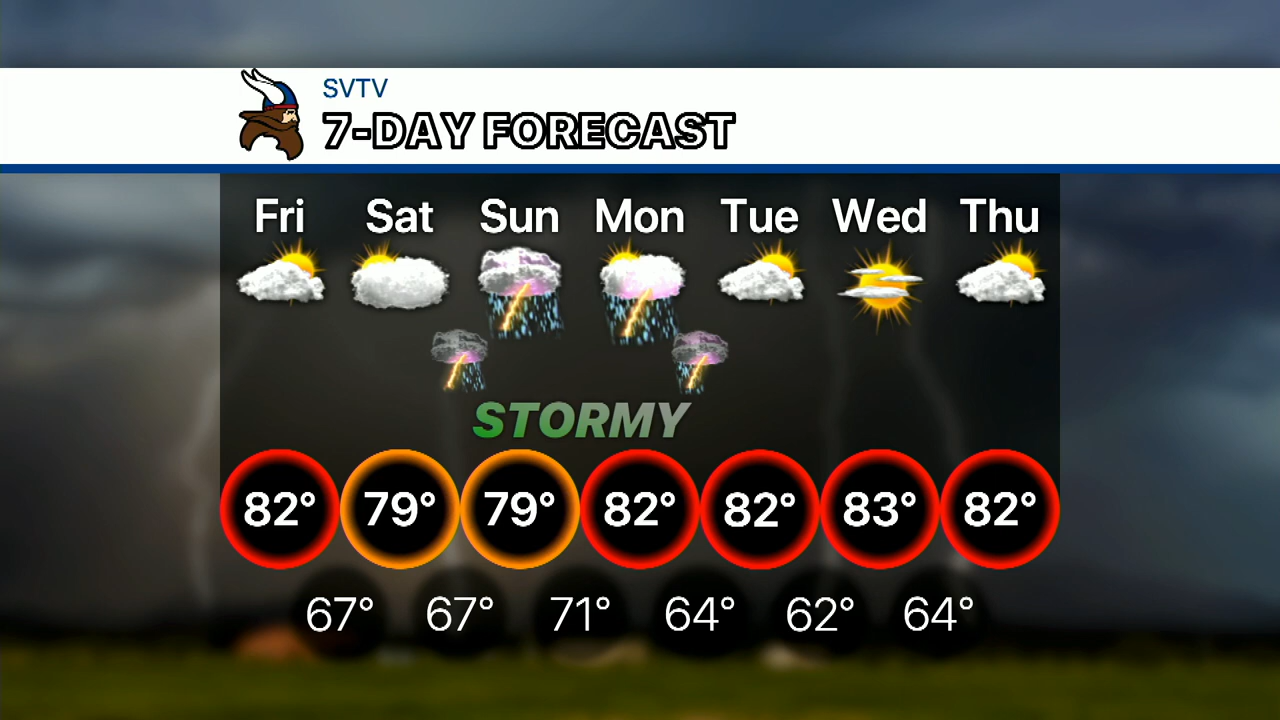 SVTV
7-DAY FORECAST
Fri Sat Sun Mon Tue Wed Thu
STORMY
82° 79° 79° 82° 82° 83° 82°
67° 67° 71° 64° 62° 64°